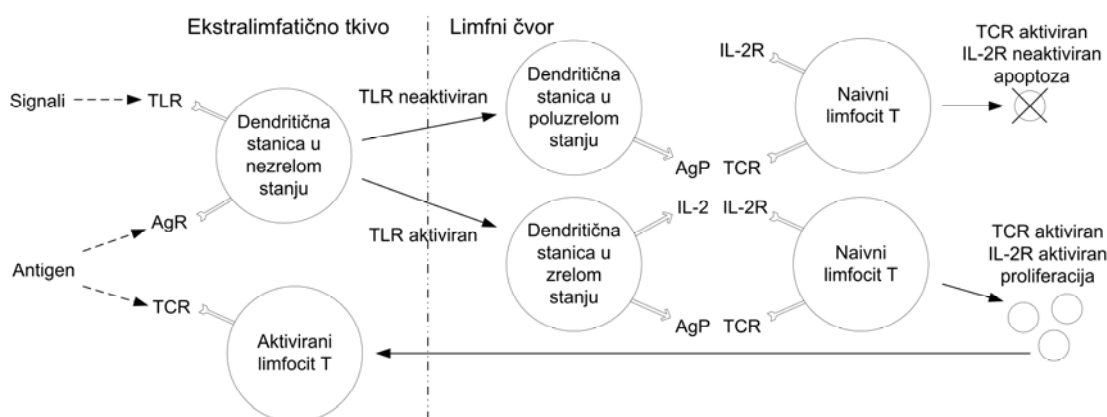 Ekstralimfatično tkivo
Limfni čvor
Signali
TLR
Dendritična
stanica u
nezrelom
stanju
AgR
Antigen
TCR
Aktivirani
limfocit T
TLR neaktiviran
TLR aktiviran
Dendritična
stanica u
poluzrelom
stanju
AgP
IL-2R
TCR
Naivni
limfocit T
TCR aktiviran
IL-2R neaktiviran
apoptoza
Dendritična
stanica u
zrelom
stanju
IL-2
AgP
IL-2R
TCR
Naivni
limfocit T
TCR aktiviran
IL-2R aktiviran
proliferacija